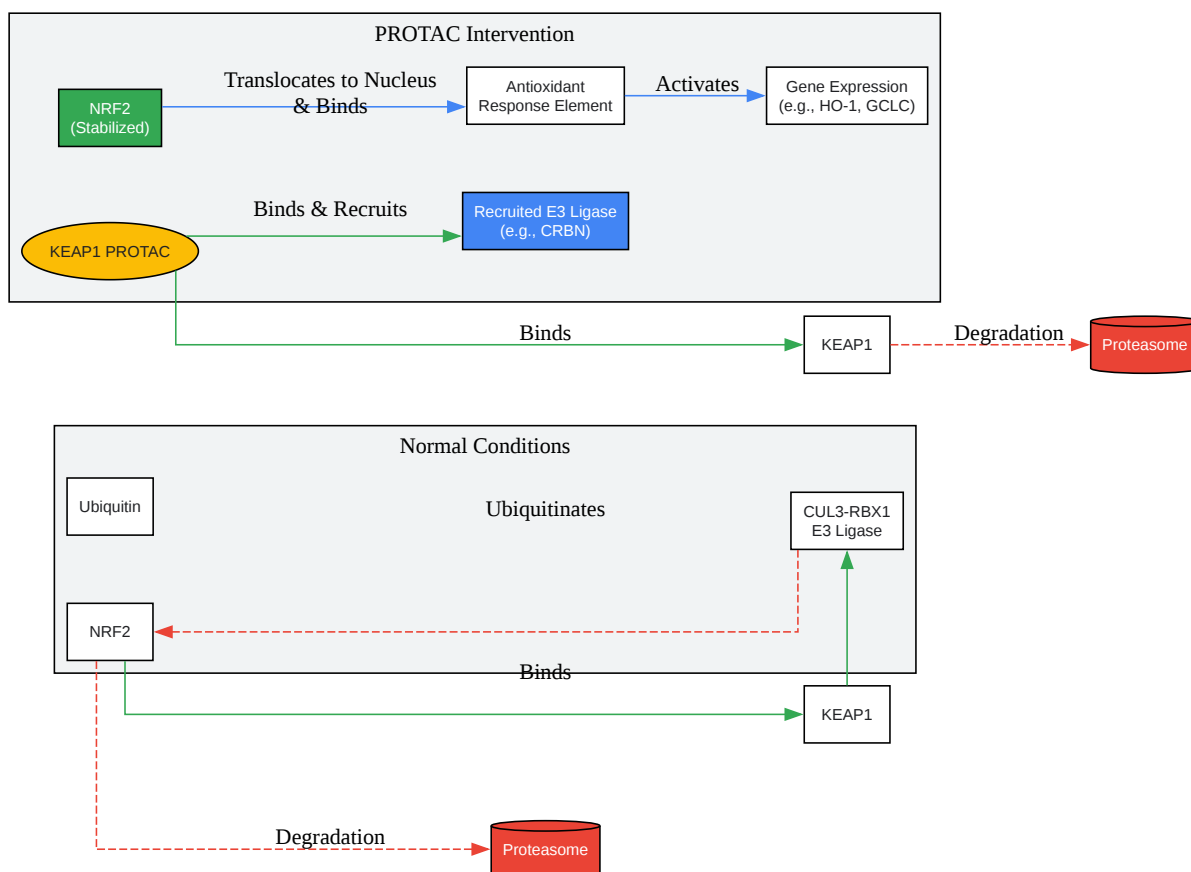 PROTAC Intervention
Translocates to Nucleus
& Binds
NRF2
(Stabilized)
Antioxidant
Response Element
Activates
Gene Expression
(e.g., HO-1, GCLC)
Binds & Recruits
Recruited E3 Ligase
(e.g., CRBN)
KEAP1 PROTAC
Binds
KEAP1
Degradation
Proteasome
Normal Conditions
Ubiquitin
Ubiquitinates
CUL3-RBX1
E3 Ligase
NRF2
Binds
KEAP1
Degradation
Proteasome